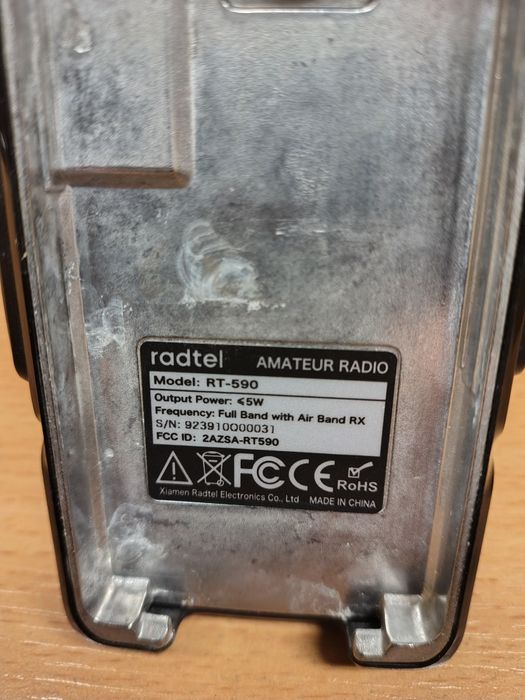 radtel AMATEUR RADIO
Model: RT-590
Output Power: ⩽5W
Frequency: Full Band with Air Band RX
S/N: 923910O00031
FCC ID: 2AZSA-RT590
FC CE RoHS
Xiamen Radtel Electronics Co., Ltd MADE IN CHINA